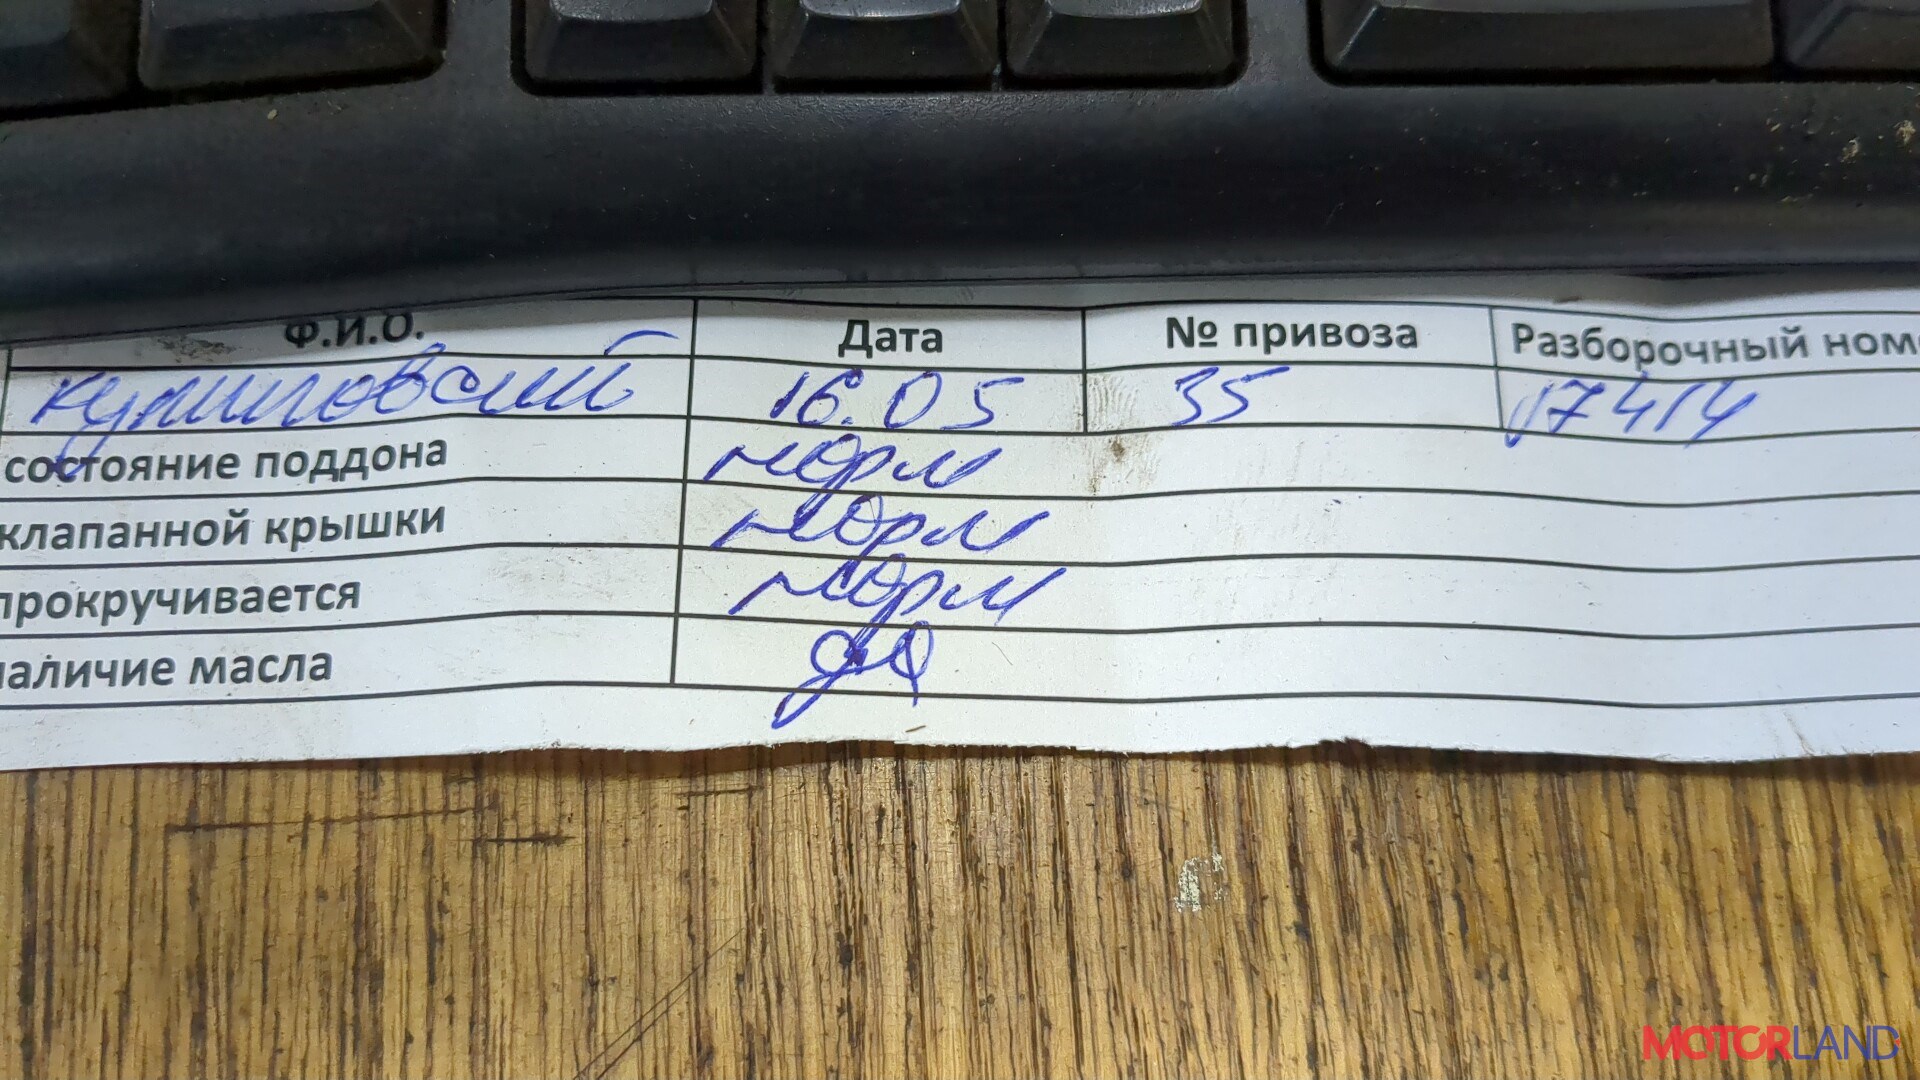 Ф.И.О. Дата № привоза Разборочный ном
16.05 35 17414
состояние поддона норм
клапанной крышки норм
прокручивается норм
наличие масла да
MOTORLAND